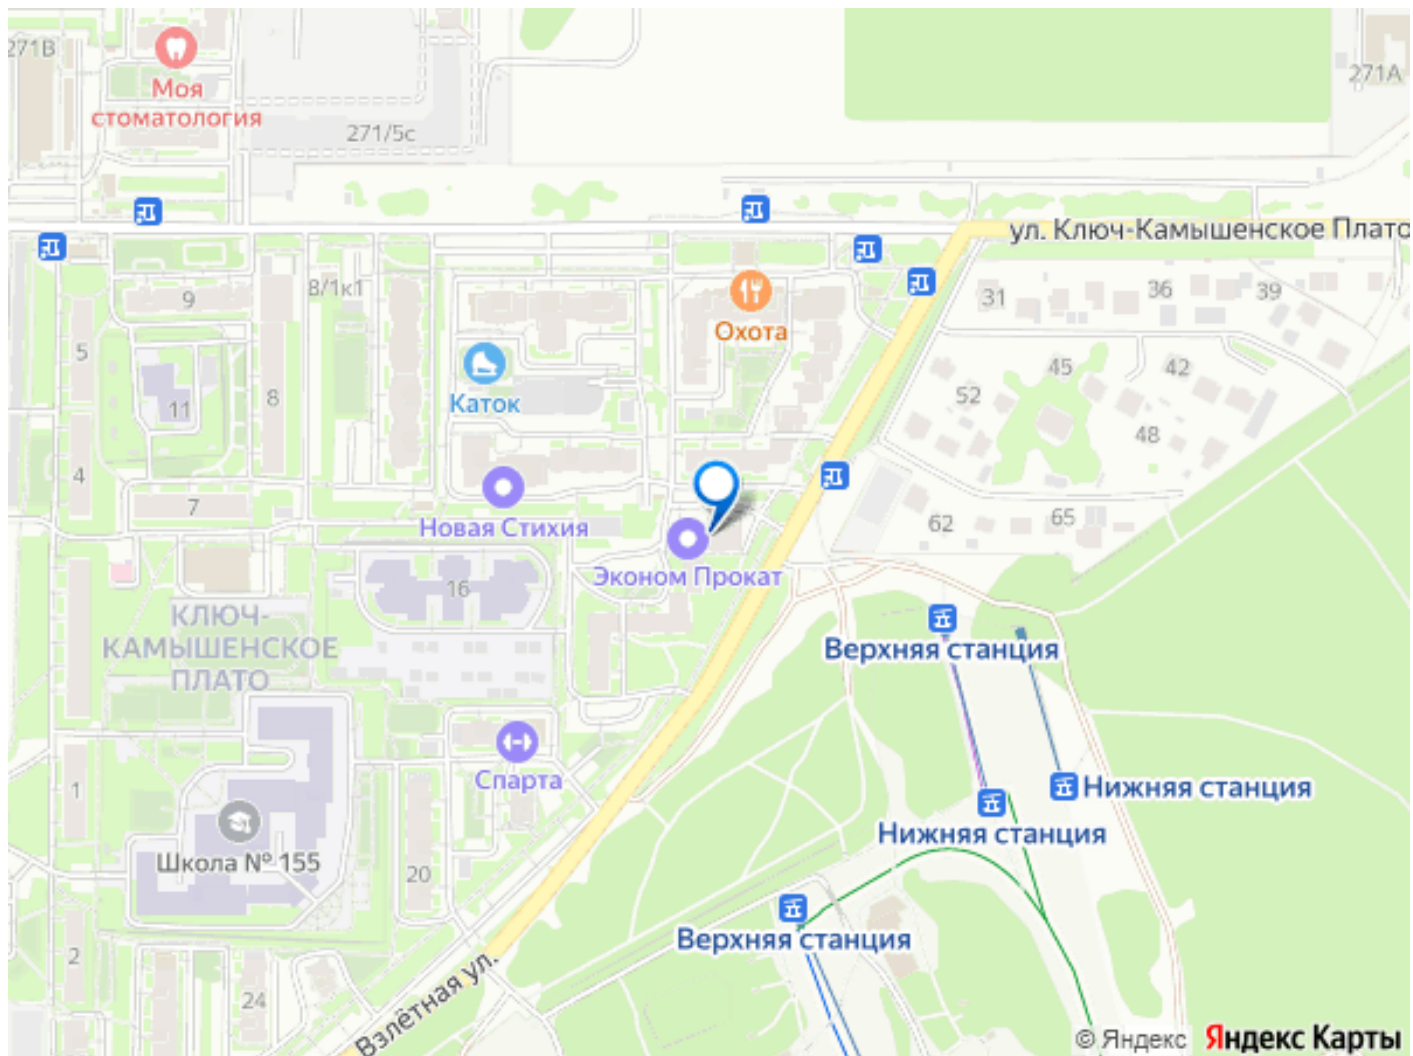 271В
Моя
стоматология
271/5с
271А
ул. Ключ-Камышенское Плато
9
8/1к1
Охота
31
36
39
5
11
8
Каток
52
45
42
48
4
7
Новая Стихия
62
65
Эконом Прокат
16
КЛЮЧ-
КАМЫШЕНСКОЕ
ПЛАТО
Верхняя станция
1
Спарта
Нижняя станция
Нижняя станция
Школа № 155
20
Верхняя станция
2
24
Взлётная ул.
© Яндекс Яндекс Карты